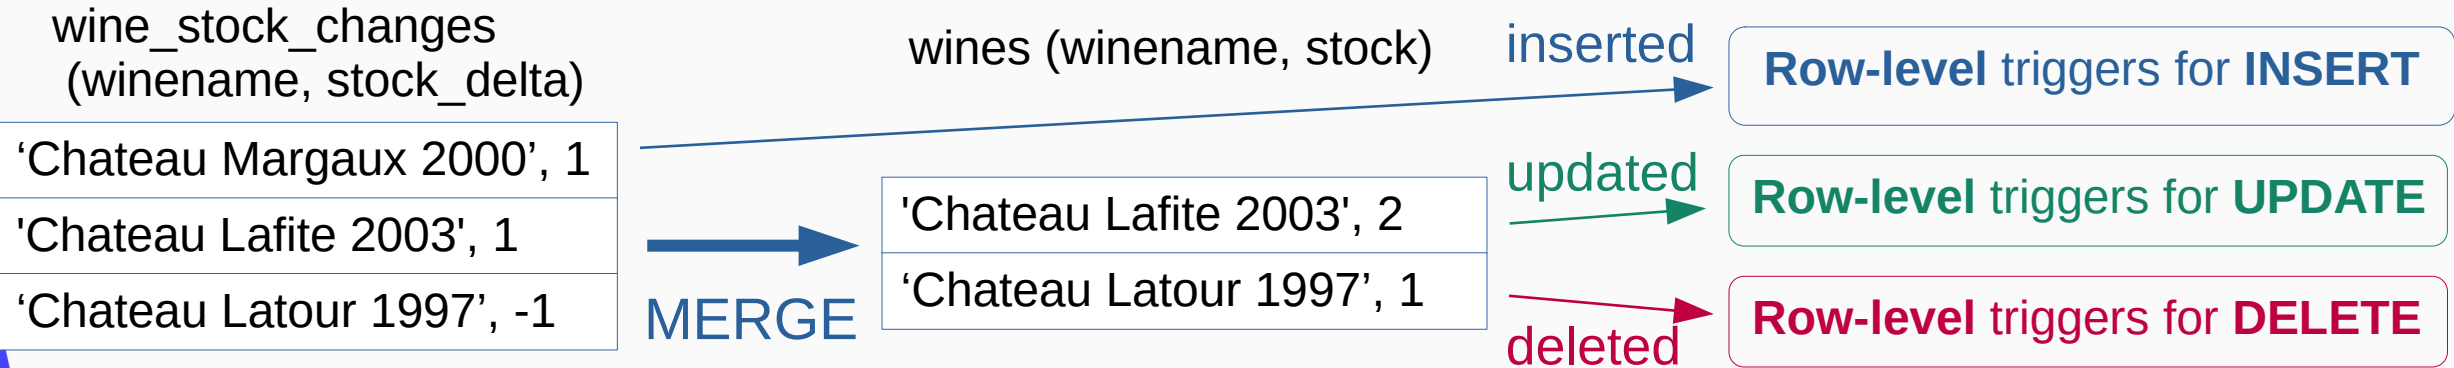 wine_stock_changes
(winename, stock_delta)
‘Chateau Margaux 2000’, 1
'Chateau Lafite 2003', 1
‘Chateau Latour 1997’, -1
MERGE
wines (winename, stock)
'Chateau Lafite 2003', 2
‘Chateau Latour 1997’, 1
inserted
Row-level triggers for INSERT
updated
Row-level triggers for UPDATE
deleted
Row-level triggers for DELETE